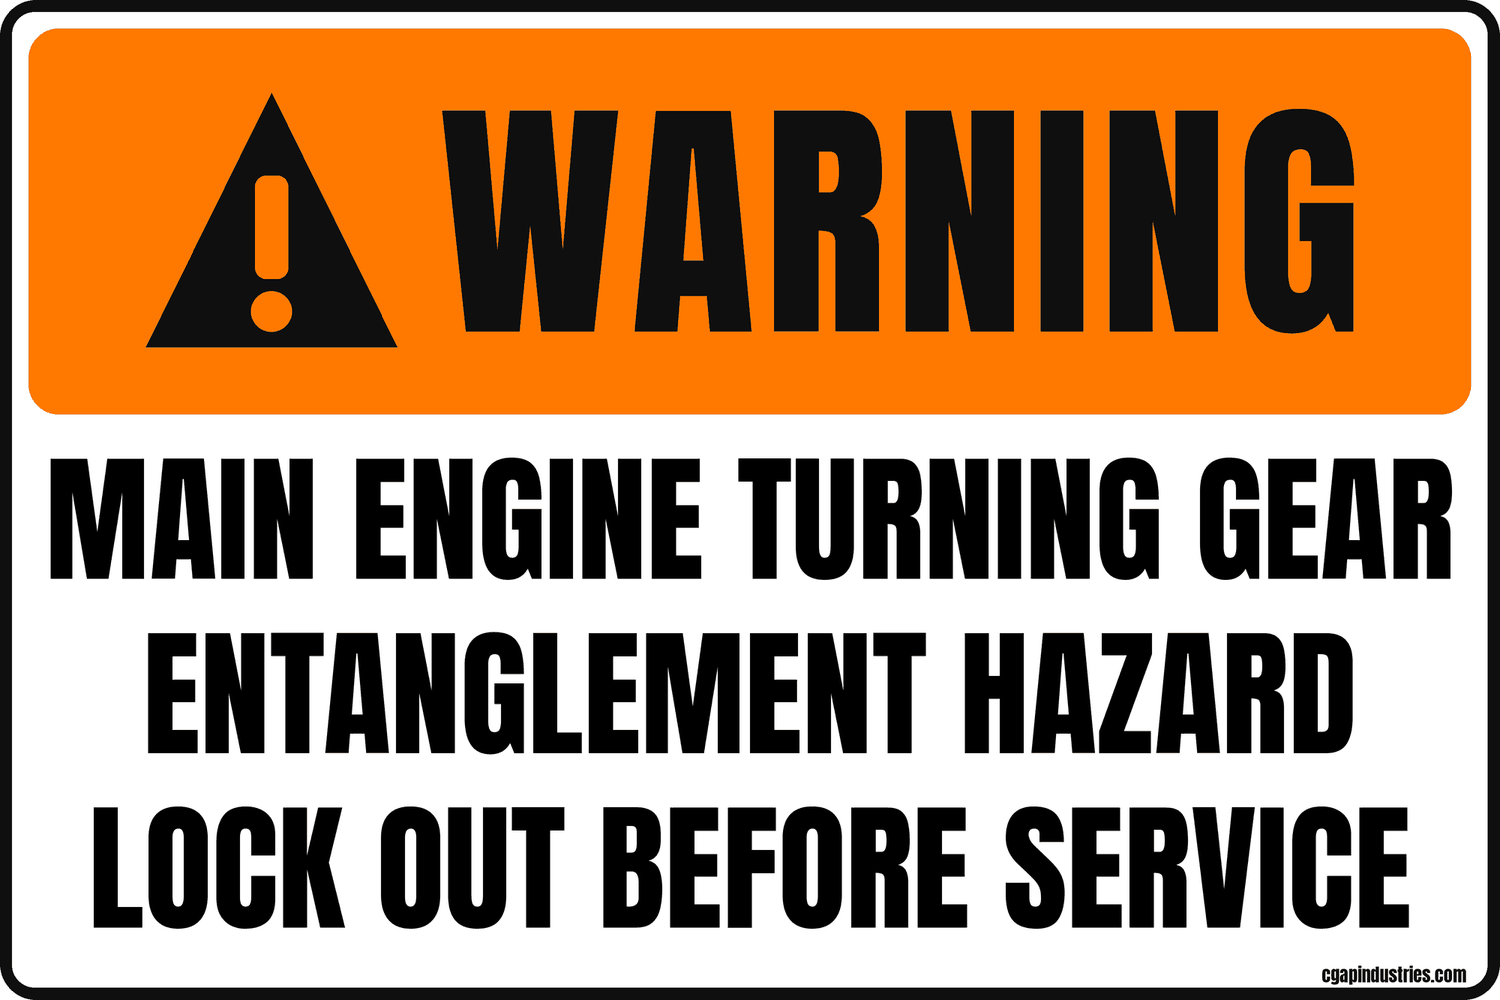 WARNING
MAIN ENGINE TURNING GEAR
ENTANGLEMENT HAZARD
LOCK OUT BEFORE SERVICE
cgapindustries.com